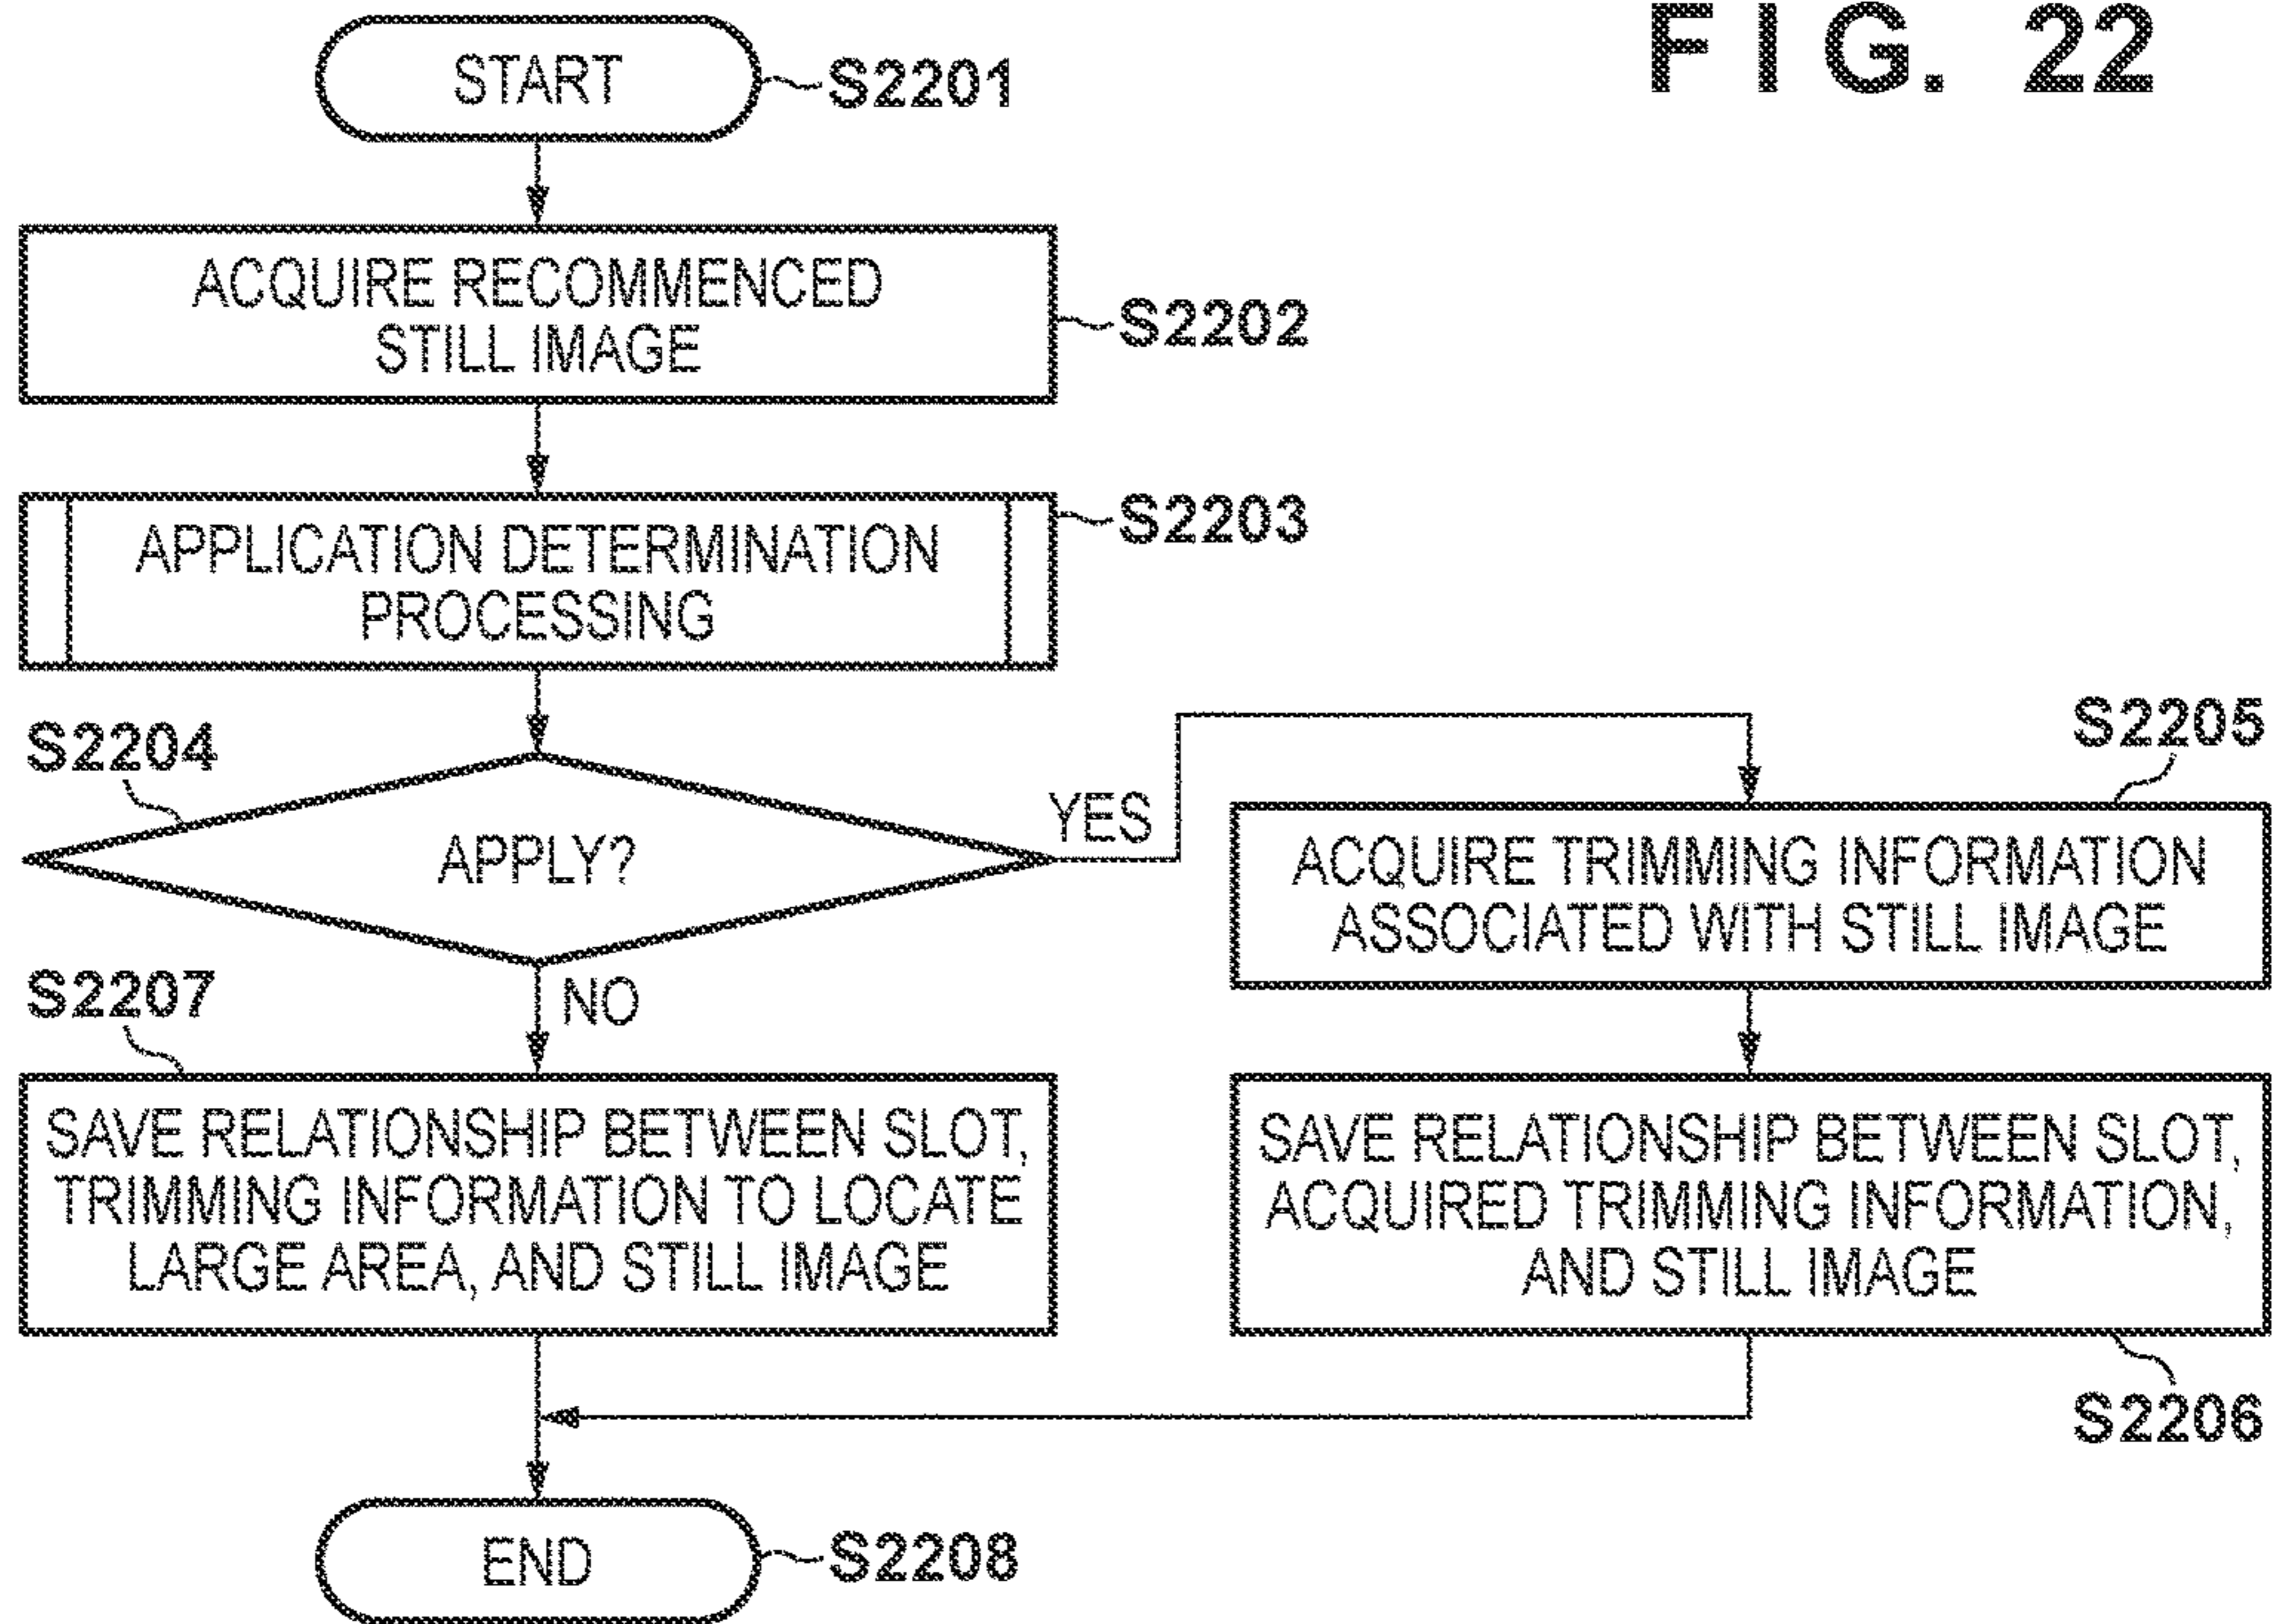 F I G. 22
START
S2201
ACQUIRE RECOMMENCED
STILL IMAGE
S2202
APPLICATION DETERMINATION
PROCESSING
S2203
S2204
APPLY?
YES
NO
S2205
ACQUIRE TRIMMING INFORMATION
ASSOCIATED WITH STILL IMAGE
S2207
SAVE RELATIONSHIP BETWEEN SLOT,
TRIMMING INFORMATION TO LOCATE
LARGE AREA, AND STILL IMAGE
SAVE RELATIONSHIP BETWEEN SLOT,
ACQUIRED TRIMMING INFORMATION,
AND STILL IMAGE
S2206
END
S2208